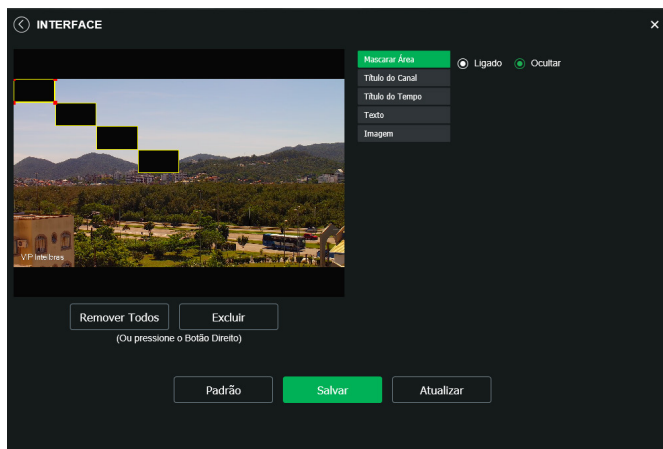 INTERFACE
×
Mascarar Área
Ligado
Ocultar
Título do Canal
Título do Tempo
Texto
Imagem
VIP Intelbras
Remover Todos
Excluir
(Ou pressione o Botão Direito)
Padrão
Salvar
Atualizar